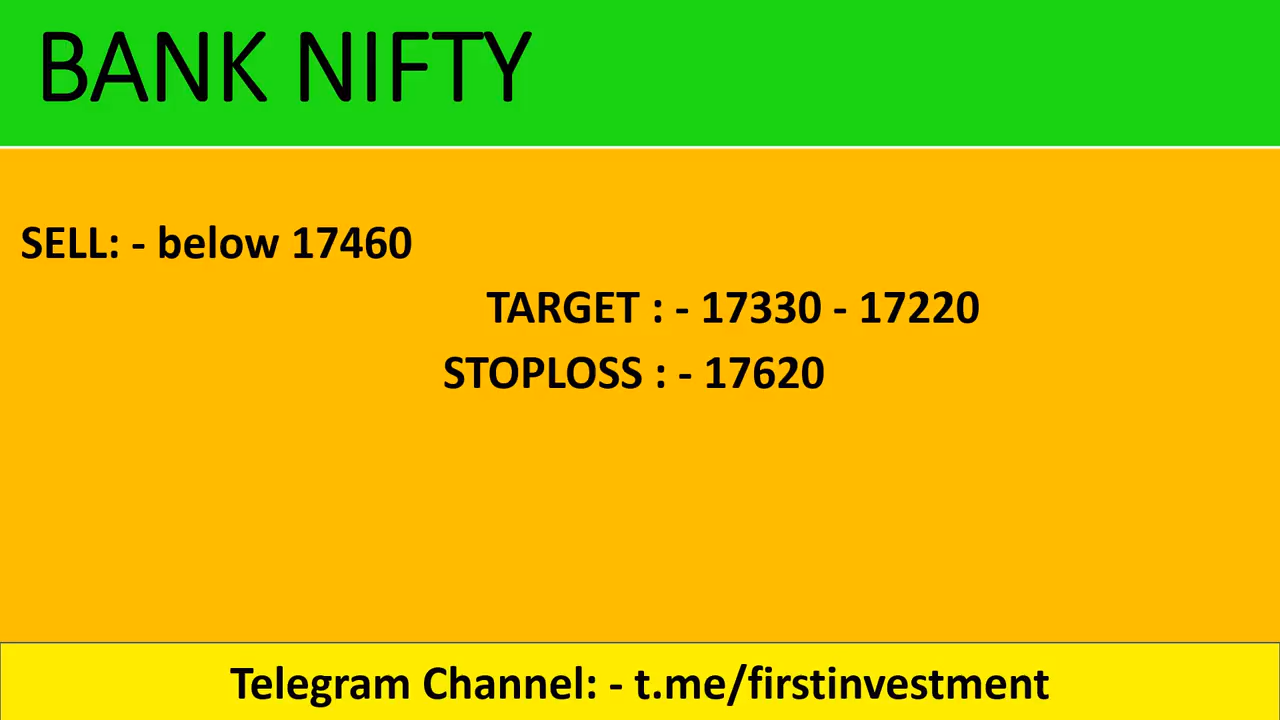 BANK NIFTY
SELL: - below 17460
TARGET : - 17330 - 17220
STOPLOSS : - 17620
Telegram Channel: - t.me/firstinvestment